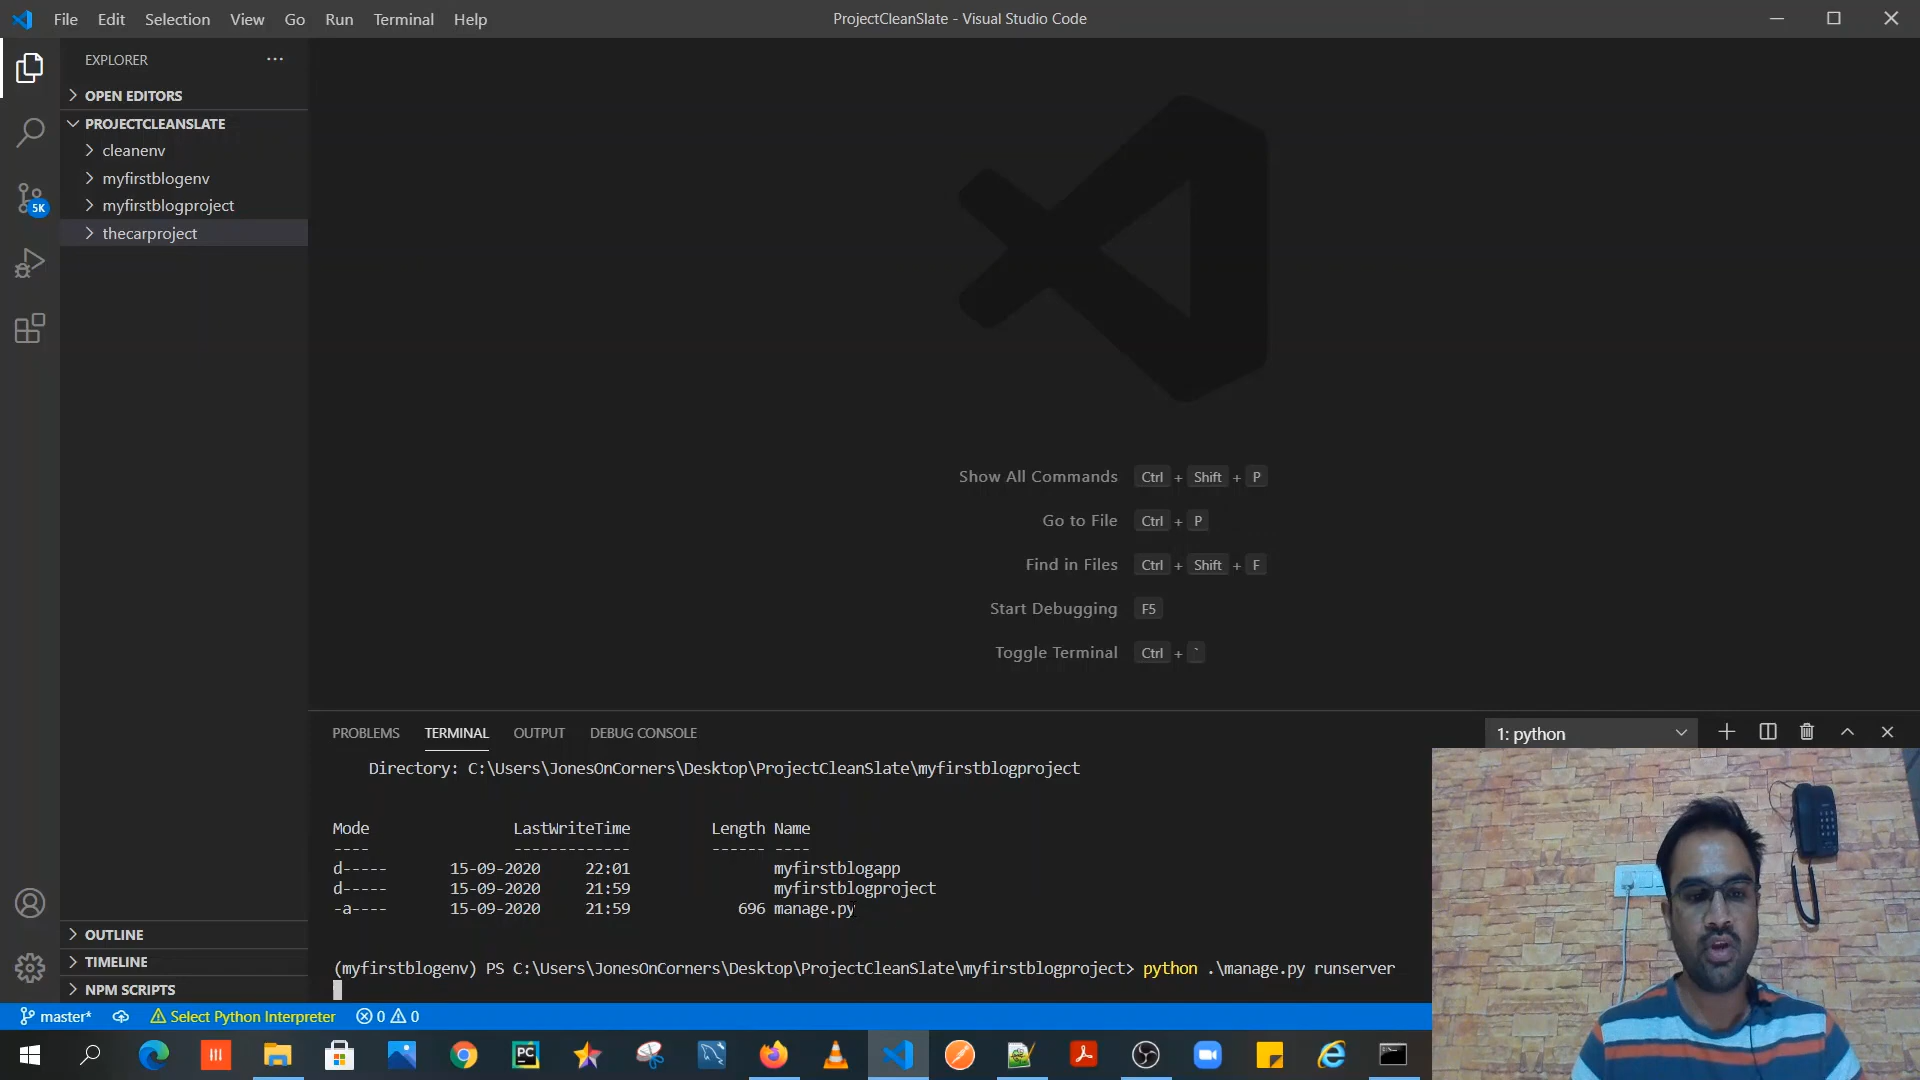 File Edit Selection View Go Run Terminal Help
ProjectCleanSlate - Visual Studio Code
EXPLORER
OPEN EDITORS
PROJECTCLEANSLATE
cleanenv
myfirstblogenv
5K
myfirstblogproject
thecarproject
Show All Commands Ctrl + Shift + P
Go to File Ctrl + P
Find in Files Ctrl + Shift + F
Start Debugging F5
Toggle Terminal Ctrl + `
PROBLEMS TERMINAL OUTPUT DEBUG CONSOLE
1: python
Directory: C:\Users\JonesOnCorners\Desktop\ProjectCleanSlate\myfirstblogproject
Mode LastWriteTime Length Name
---- ------------- ------ ----
d----- 15-09-2020 22:01 myfirstblogapp
d----- 15-09-2020 21:59 myfirstblogproject
-a---- 15-09-2020 21:59 696 manage.py
(myfirstblogenv) PS C:\Users\JonesOnCorners\Desktop\ProjectCleanSlate\myfirstblogproject> python .\manage.py runserver
OUTLINE
TIMELINE
NPM SCRIPTS
master* Select Python Interpreter 0 0
PC